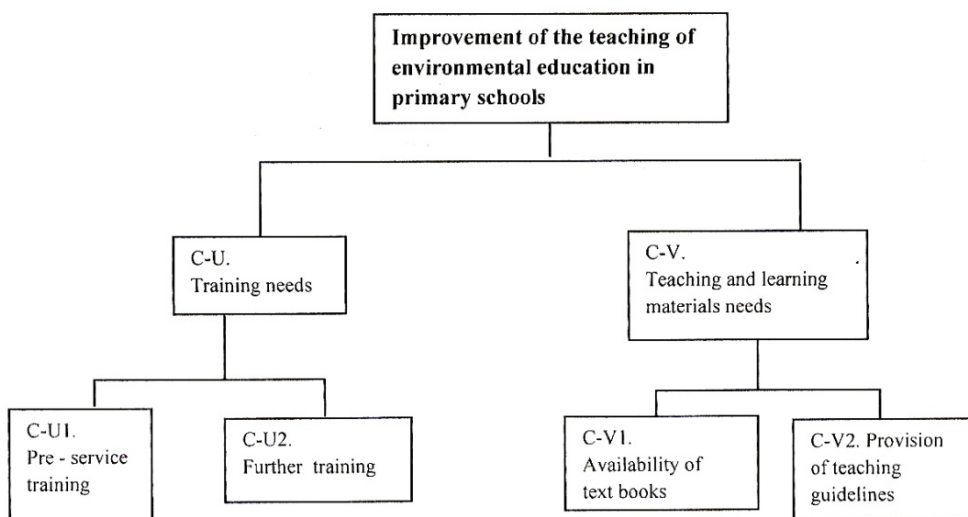 Improvement of the teaching of
environmental education in
primary schools
C-U.
Training needs
C-V.
Teaching and learning
materials needs
C-U1.
Pre - service
training
C-U2.
Further training
C-V1.
Availability of
text books
C-V2. Provision
of teaching
guidelines